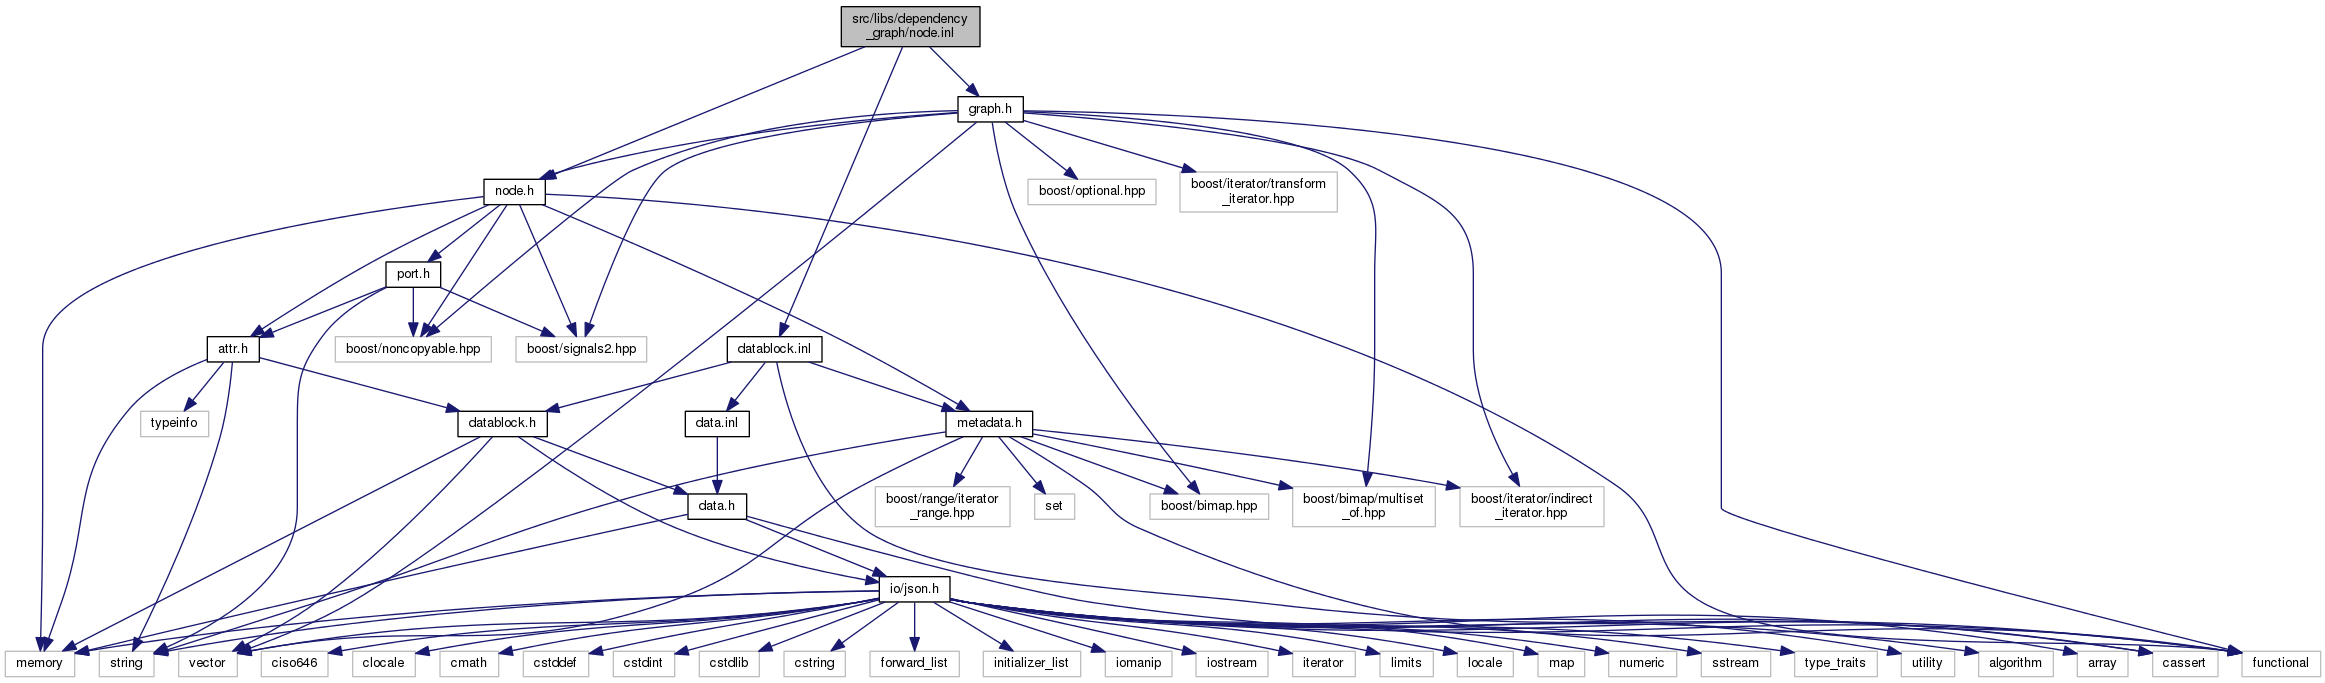 src/libs/dependency
_graph/node.inl
graph.h
node.h
boost/optional.hpp
boost/iterator/transform
_iterator.hpp
port.h
attr.h
boost/noncopyable.hpp
boost/signals2.hpp
datablock.inl
typeinfo
datablock.h
data.inl
metadata.h
data.h
boost/range/iterator
_range.hpp
set
boost/bimap.hpp
boost/bimap/multiset
_of.hpp
boost/iterator/indirect
_iterator.hpp
io/json.h
memory
string
vector
ciso646
clocale
cmath
cstddef
cstdint
cstdlib
cstring
forward_list
initializer_list
iomanip
iostream
iterator
limits
locale
map
numeric
sstream
type_traits
utility
algorithm
array
cassert
functional